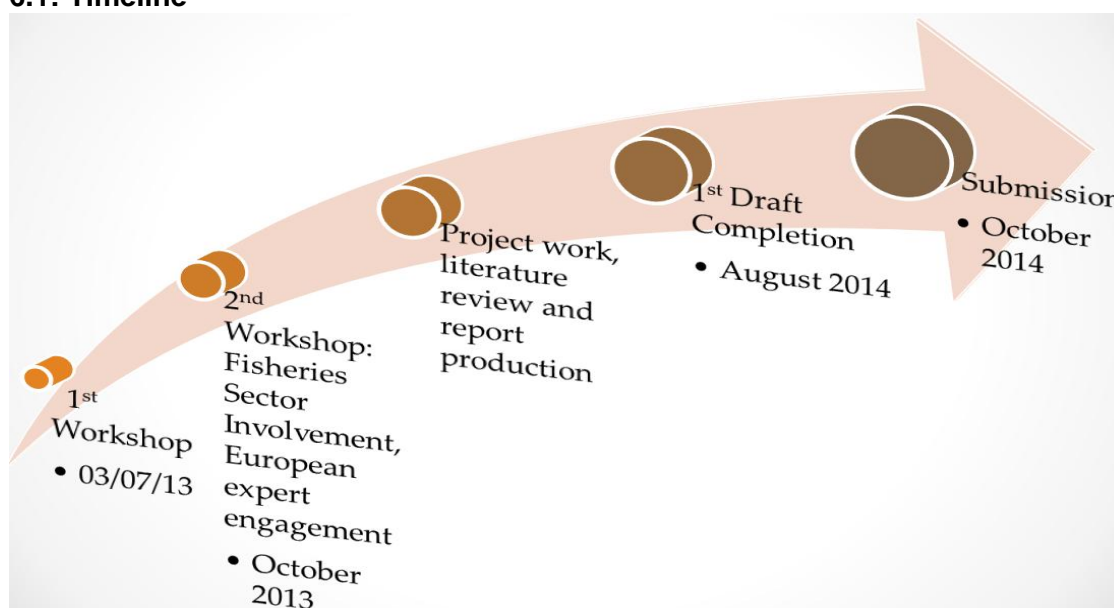 6.1. Timeline
1st
Workshop
• 03/07/13
2nd
Workshop:
Fisheries
Sector
Involvement,
European
expert
engagement
• October
2013
Project work,
literature
review and
report
production
1st Draft
Completion
• August 2014
Submission
• October
2014